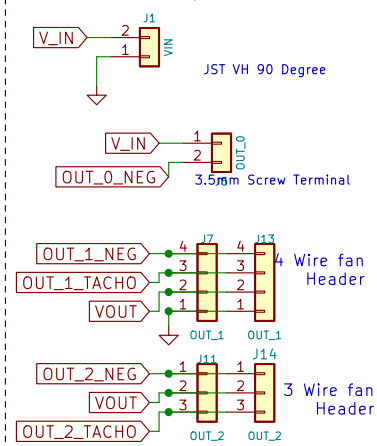 J1
V_IN
2
1
VIN
JST VH 90 Degree
V_IN
1
2
OUT_0
OUT_0_NEG
3.5mm Screw Terminal
J7
J13
OUT_1_NEG
4
4
4 Wire fan
Header
OUT_1_TACHO
3
3
VOUT
2
2
1
1
OUT_1
OUT_1
J11
J14
OUT_2_NEG
1
1
3 Wire fan
Header
VOUT
2
2
OUT_2_TACHO
3
3
OUT_2
OUT_2